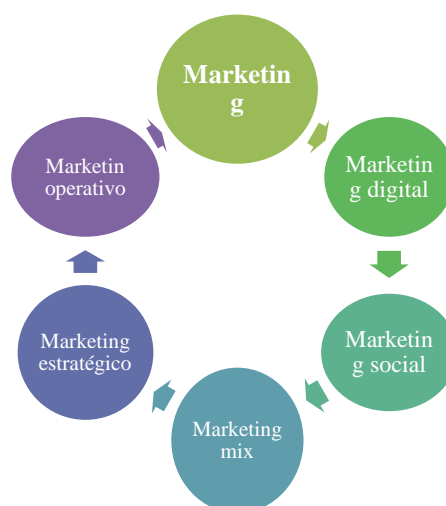 Marketin
g
Marketin
g digital
Marketin
g social
Marketing
mix
Marketing
estratégico
Marketin
operativo